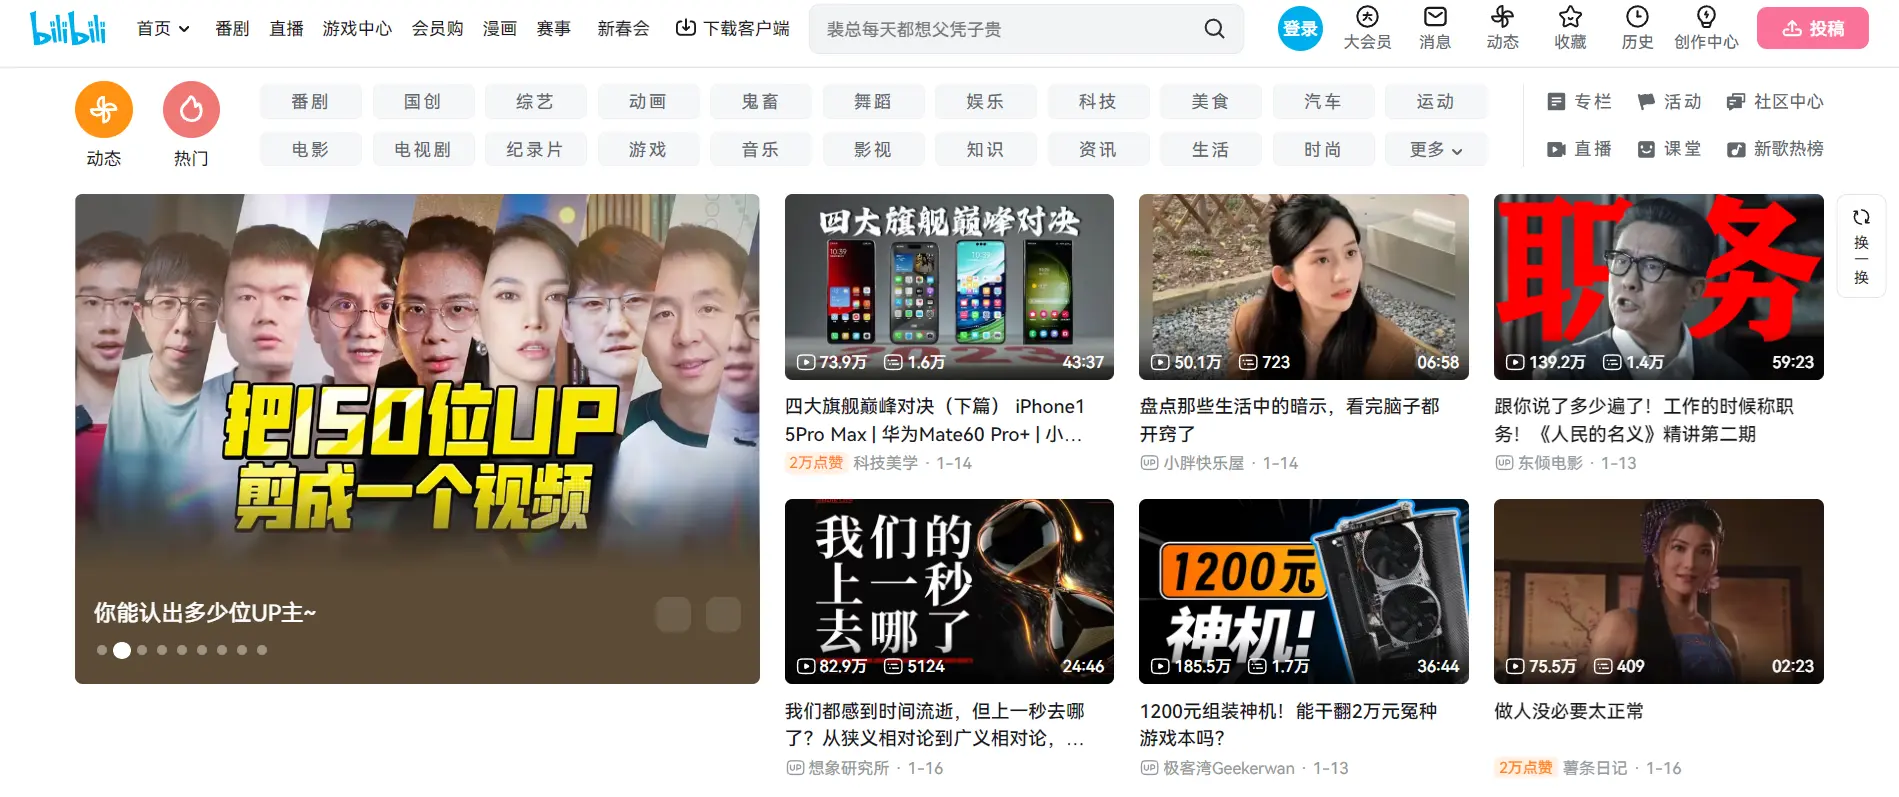 bilibili
首页
番剧
直播
游戏中心
会员购
漫画
赛事
新春会
下载客户端
裴总每天都想父凭子贵
登录
大会员
消息
动态
收藏
历史
创作中心
投稿
动态
热门
番剧
国创
综艺
动画
鬼畜
舞蹈
娱乐
科技
美食
汽车
运动
电影
电视剧
纪录片
游戏
音乐
影视
知识
资讯
生活
时尚
更多
专栏
活动
社区中心
直播
课堂
新歌热榜
把150位UP
剪成一个视频
你能认出多少位UP主~
四大旗舰巅峰对决
73.9万
1.6万
43:37
四大旗舰巅峰对决（下篇） iPhone1
5Pro Max | 华为Mate60 Pro+ | 小…
2万点赞
科技美学 · 1-14
50.1万
723
06:58
盘点那些生活中的暗示，看完脑子都
开窍了
UP
小胖快乐屋 · 1-14
职务
139.2万
1.4万
59:23
跟你说了多少遍了！工作的时候称职
务！《人民的名义》精讲第二期
UP
东倾电影 · 1-13
换
一
换
我们的
上一秒
去哪了
82.9万
5124
24:46
我们都感到时间流逝，但上一秒去哪
了？从狭义相对论到广义相对论，…
UP
想象研究所 · 1-16
1200元
神机!
185.5万
1.7万
36:44
1200元组装神机！能干翻2万元冤种
游戏本吗？
UP
极客湾Geekerwan · 1-13
75.5万
409
02:23
做人没必要太正常
2万点赞
薯条日记 · 1-16